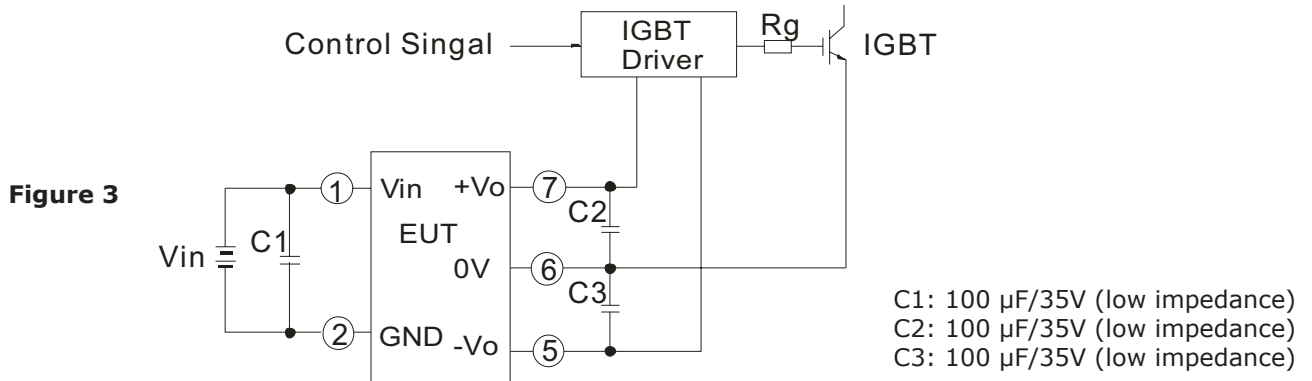 Control Singal
IGBT
Driver
Rg
IGBT
Figure 3
Vin
C1
1
Vin
+Vo
7
C2
EUT
0V
6
C3
2
GND
-Vo
5
C1: 100 µF/35V (low impedance)
C2: 100 µF/35V (low impedance)
C3: 100 µF/35V (low impedance)